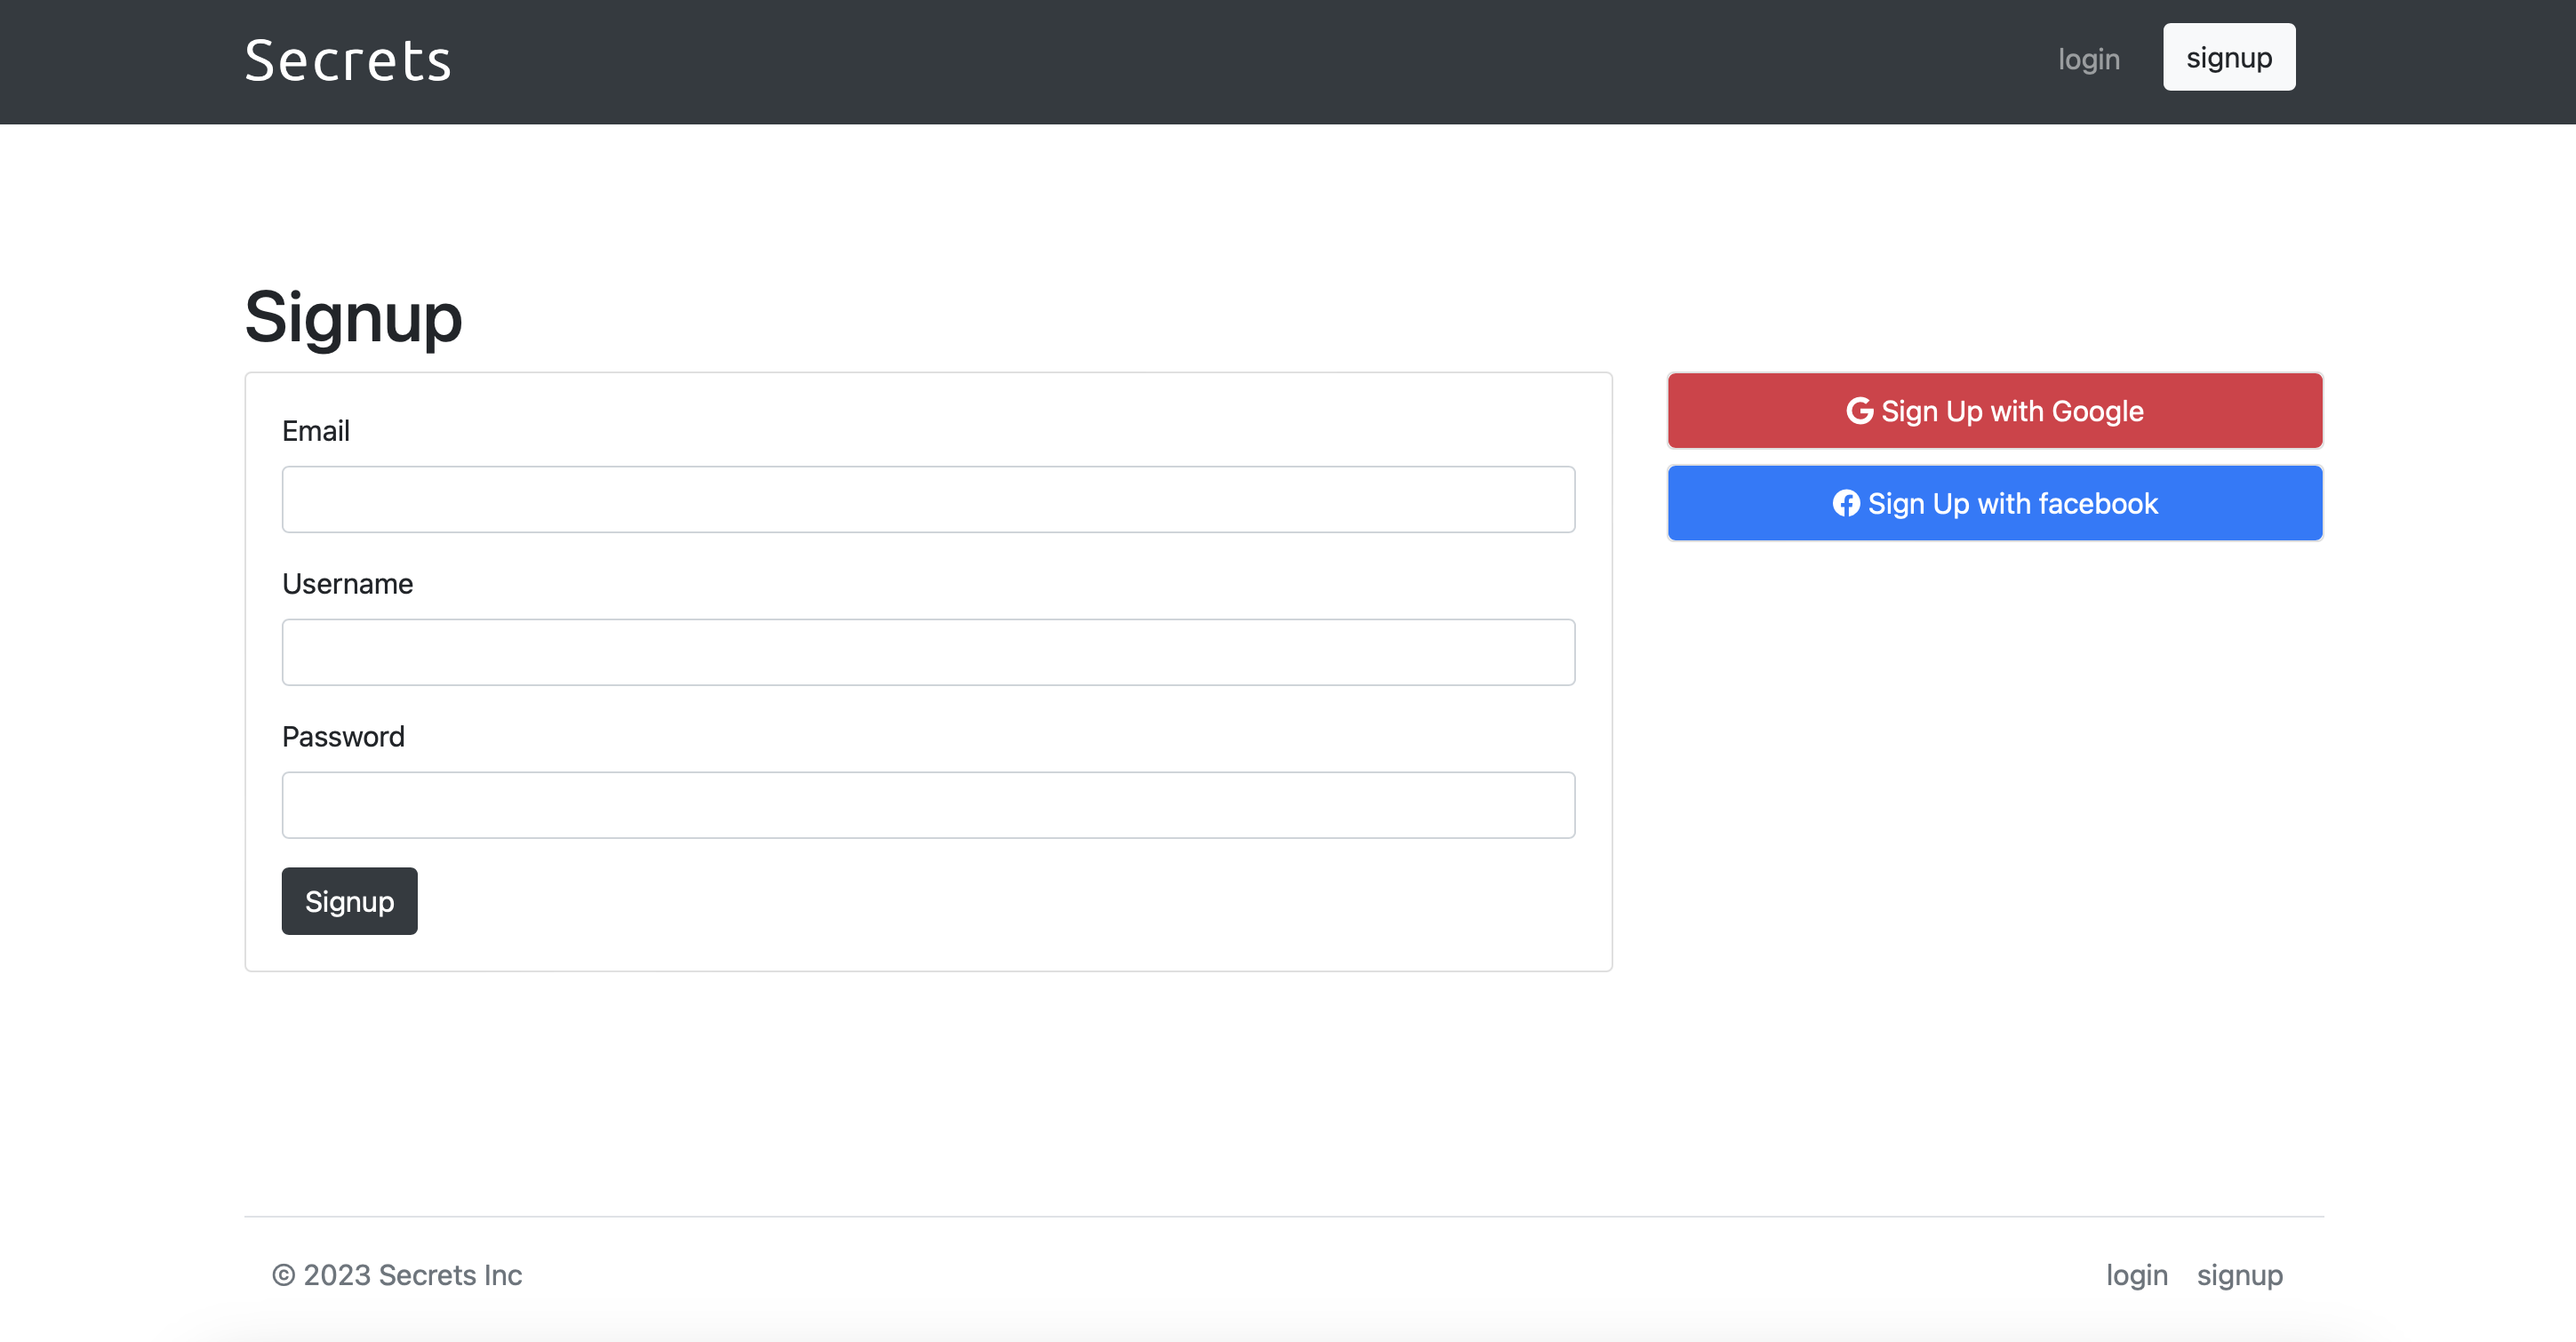 Secrets
login
signup
Signup
Email
Username
Password
Signup
Sign Up with Google
Sign Up with facebook
© 2023 Secrets Inc
login
signup